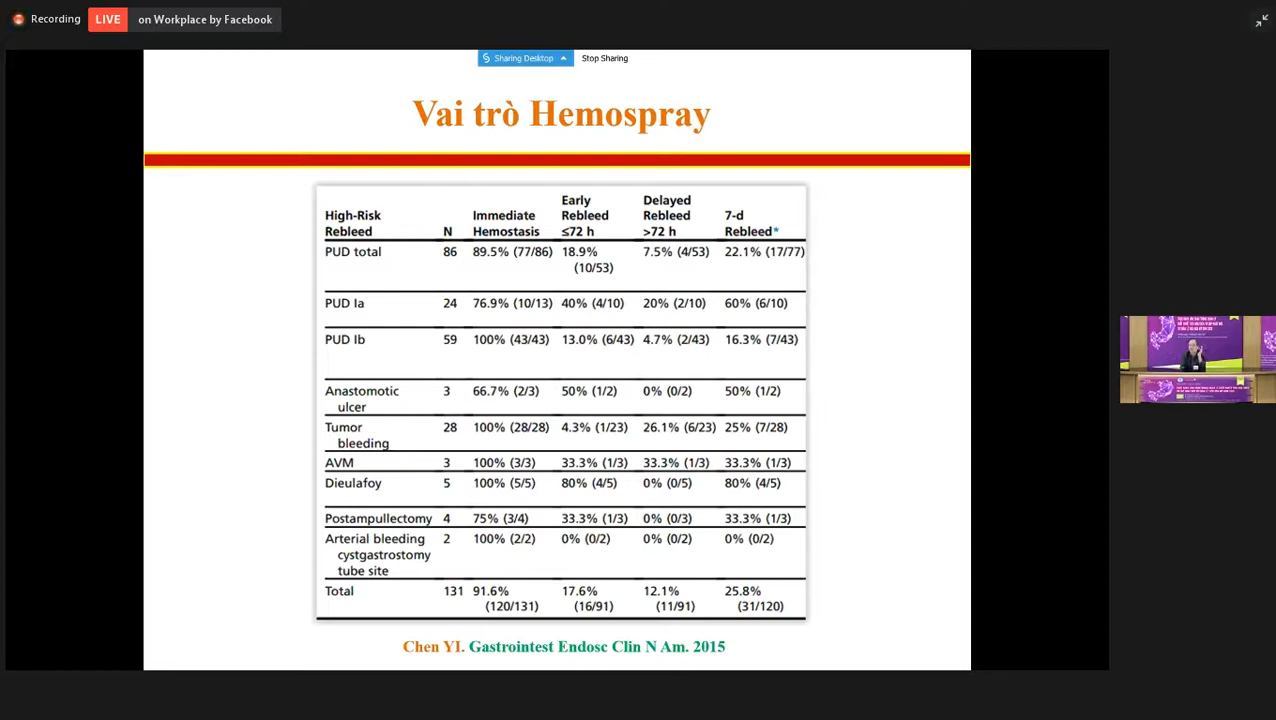 Recording LIVE on Workplace by Facebook
Sharing Desktop Stop Sharing
Vai trò Hemospray
High-Risk Rebleed N Immediate Hemostasis Early Rebleed ≤72 h Delayed Rebleed >72 h 7-d Rebleed*
PUD total 86 89.5% (77/86) 18.9% (10/53) 7.5% (4/53) 22.1% (17/77)
PUD Ia 24 76.9% (10/13) 40% (4/10) 20% (2/10) 60% (6/10)
PUD Ib 59 100% (43/43) 13.0% (6/43) 4.7% (2/43) 16.3% (7/43)
Anastomotic ulcer 3 66.7% (2/3) 50% (1/2) 0% (0/2) 50% (1/2)
Tumor bleeding 28 100% (28/28) 4.3% (1/23) 26.1% (6/23) 25% (7/28)
AVM 3 100% (3/3) 33.3% (1/3) 33.3% (1/3) 33.3% (1/3)
Dieulafoy 5 100% (5/5) 80% (4/5) 0% (0/5) 80% (4/5)
Postampullectomy 4 75% (3/4) 33.3% (1/3) 0% (0/3) 33.3% (1/3)
Arterial bleeding cystgastrostomy tube site 2 100% (2/2) 0% (0/2) 0% (0/2) 0% (0/2)
Total 131 91.6% (120/131) 17.6% (16/91) 12.1% (11/91) 25.8% (31/120)
Chen YI. Gastrointest Endosc Clin N Am. 2015